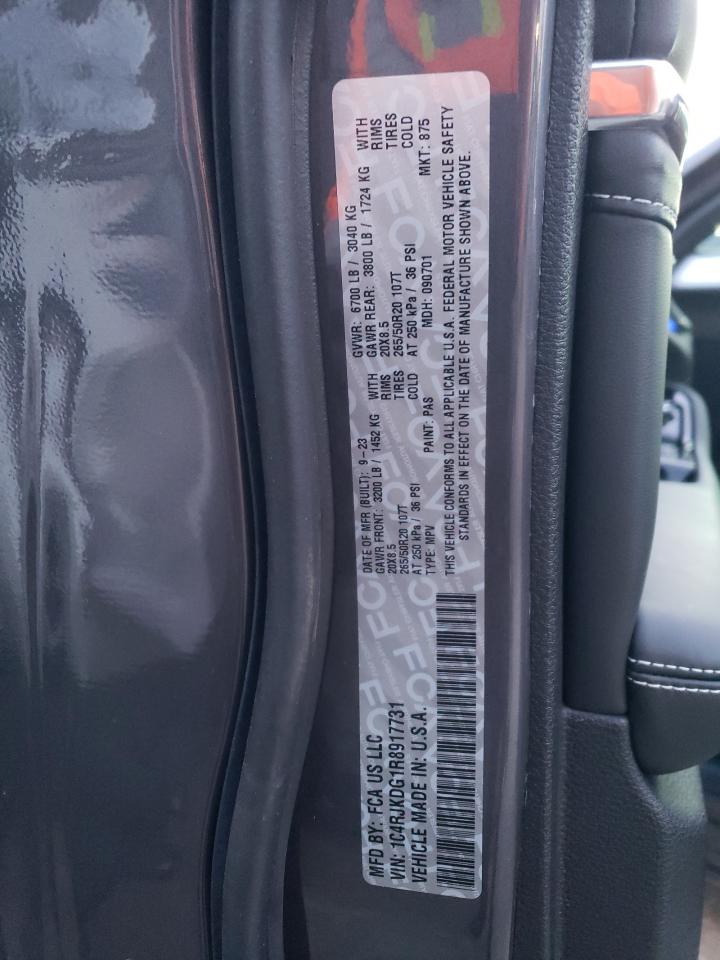 MFD BY: FCA US LLC
VIN: 1C4RJKDG1R8917731
VEHICLE MADE IN: U.S.A.
DATE OF MFR (BUILT): 9-23 GVWR: 6700 LB / 3040 KG
GAWR FRONT: 3200 LB / 1452 KG WITH GAWR REAR: 3800 LB / 1724 KG WITH
20X8.5 RIMS 20X8.5 RIMS
265/50R20 107T TIRES 265/50R20 107T TIRES
AT 250 kPa / 36 PSI COLD AT 250 kPa / 36 PSI COLD
TYPE: MPV PAINT: PAS MDH: 090701 MKT: 875
THIS VEHICLE CONFORMS TO ALL APPLICABLE U.S.A. FEDERAL MOTOR VEHICLE SAFETY
STANDARDS IN EFFECT ON THE DATE OF MANUFACTURE SHOWN ABOVE.